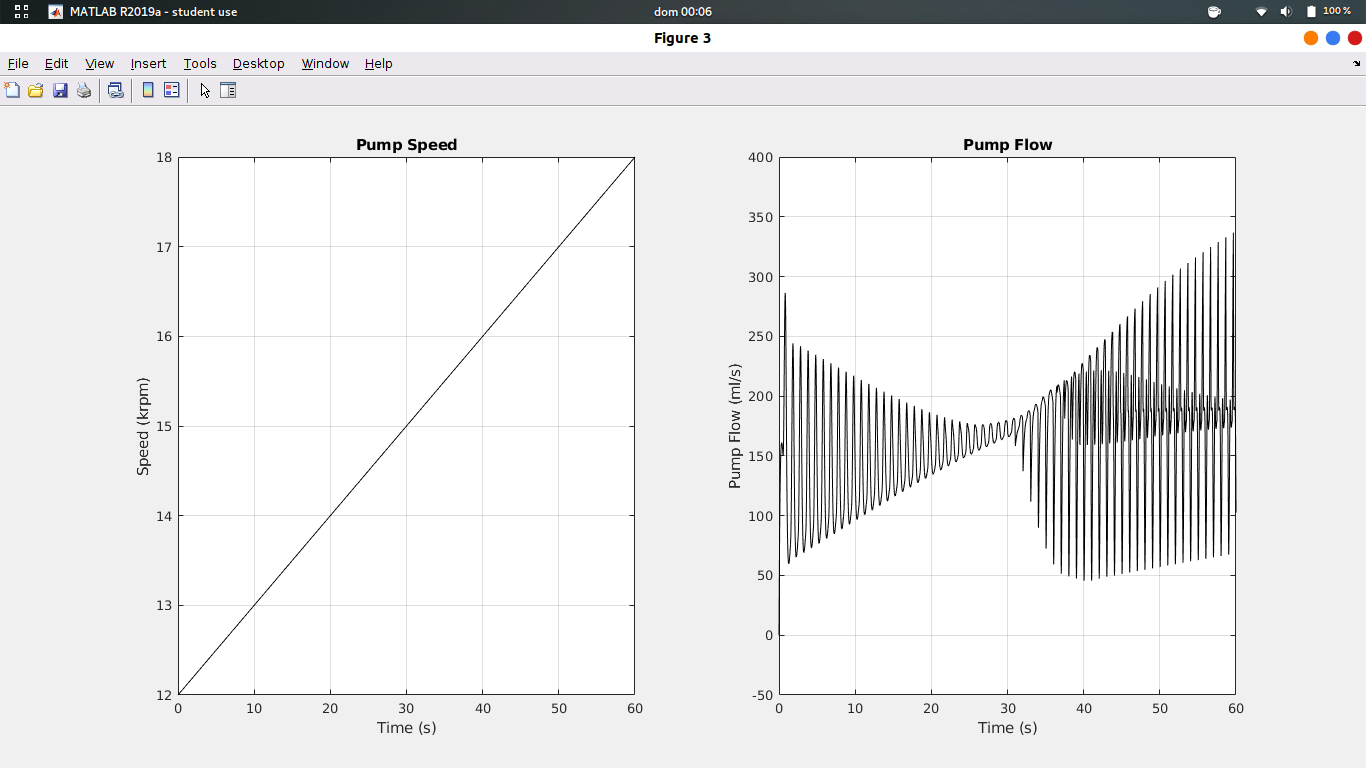 MATLAB R2019a - student use
dom 00:06
100 %
Figure 3
File Edit View Insert Tools Desktop Window Help
Pump Speed
18
17
16
15
14
13
12
0 10 20 30 40 50 60
Speed (krpm)
Time (s)
Pump Flow
400
350
300
250
200
150
100
50
0
-50
0 10 20 30 40 50 60
Pump Flow (ml/s)
Time (s)